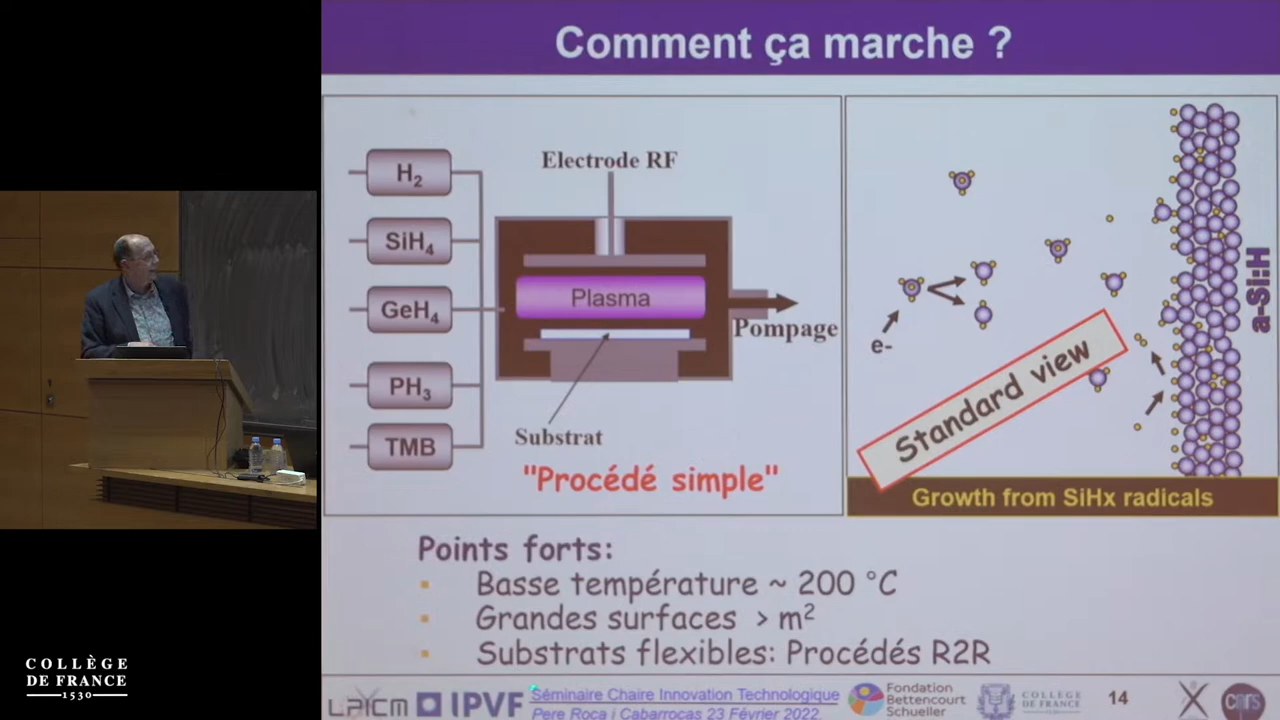 Comment ça marche ?
H2
SiH4
GeH4
PH3
TMB
Electrode RF
Plasma
Pompage
Substrat
"Procédé simple"
e-
a-Si:H
Standard view
Growth from SiHx radicals
Points forts:
Basse température ~ 200 °C
Grandes surfaces > m²
Substrats flexibles: Procédés R2R
COLLÈGE
DE FRANCE
1530
LPICM
IPVF
Séminaire Chaire Innovation Technologique
Pere Roca i Cabarrocas 23 Février 2022
Fondation
Bettencourt
Schueller
COLLÈGE
DE FRANCE
14
X
cnrs